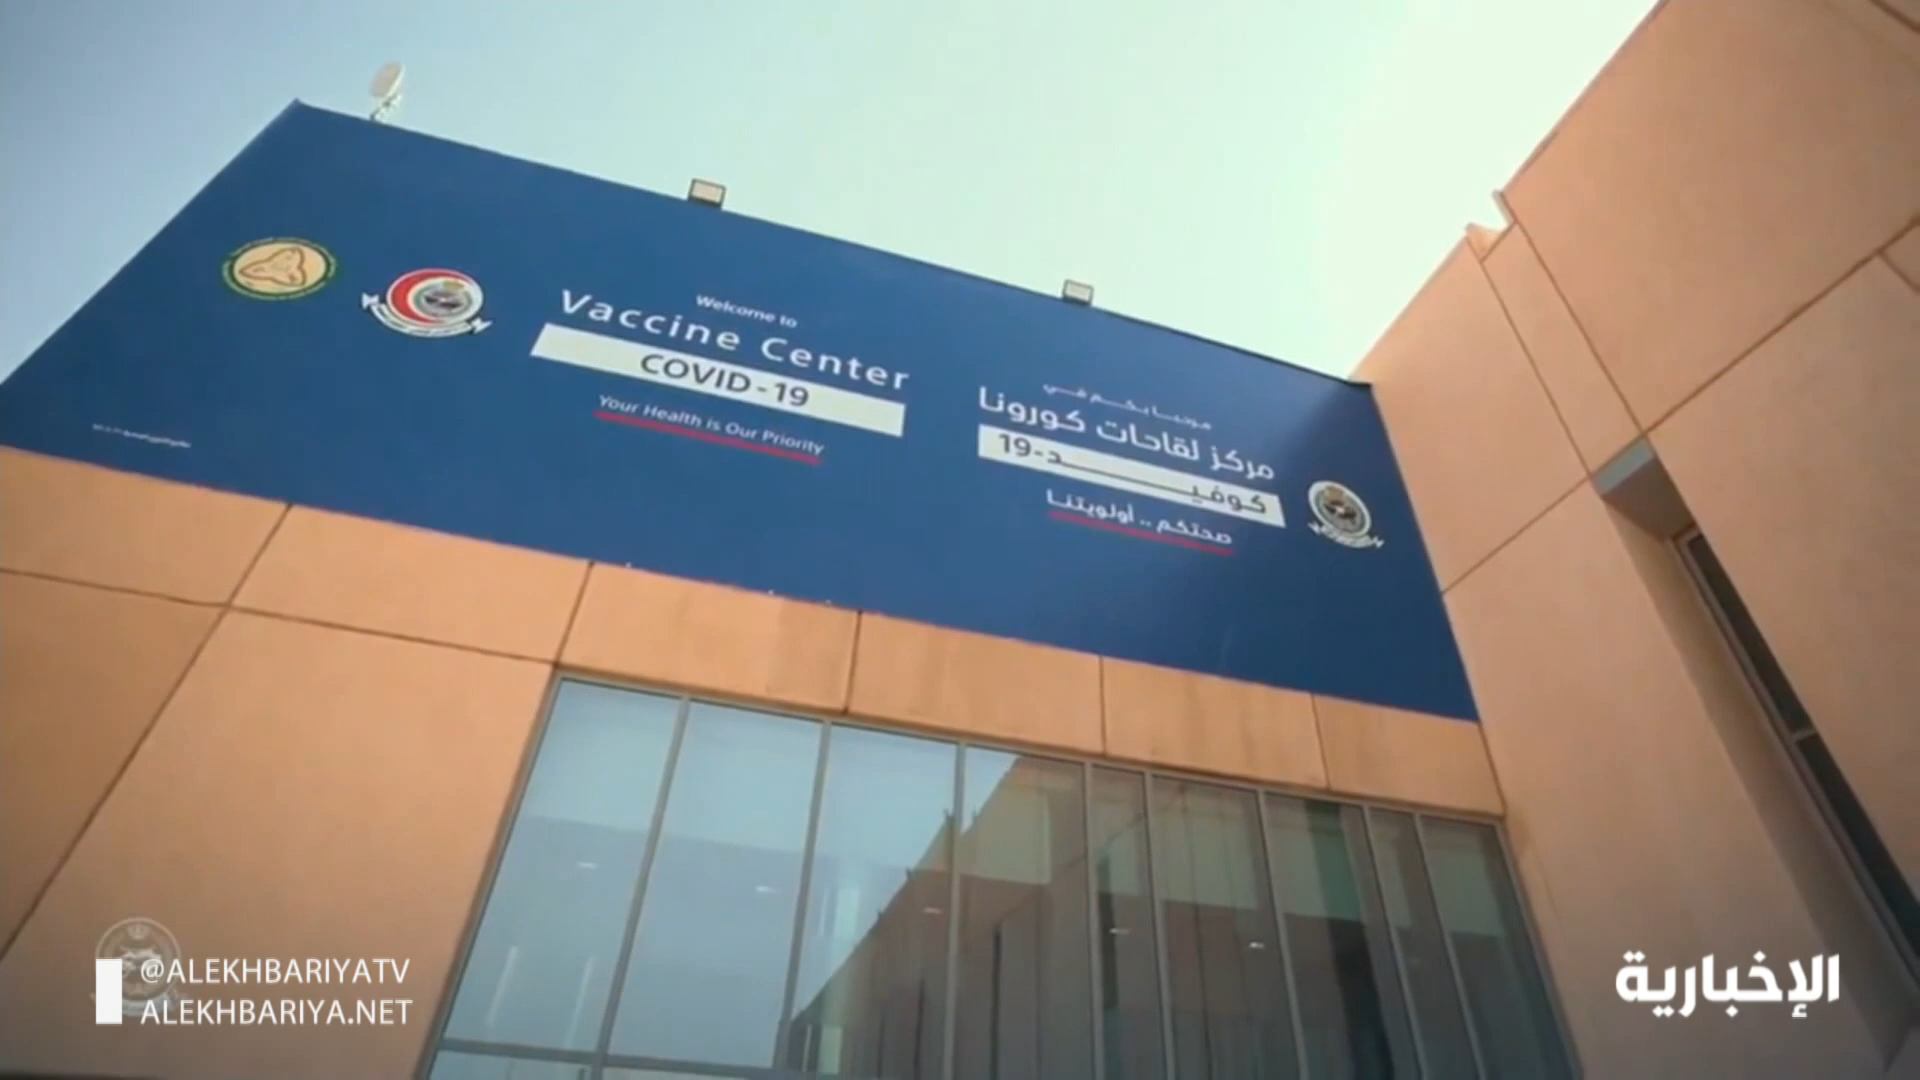 Welcome to
Vaccine Center
COVID-19
Your Health is Our Priority
مرحبا بكم في
مركز لقاحات كورونا
كوفيد-19
صحتكم .. أولويتنا
@ALEKHBARIYATV
ALEKHBARIYA.NET
الإخبارية